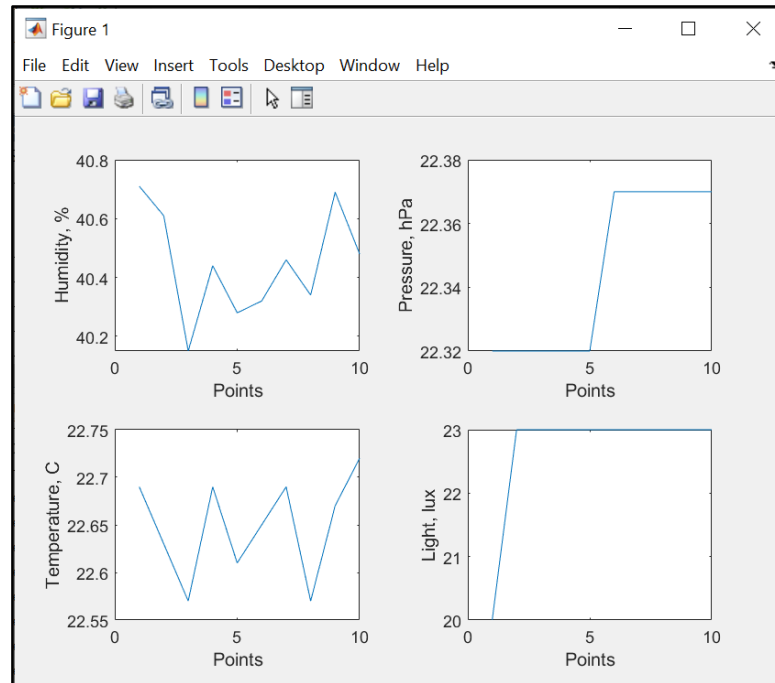 Figure 1
File Edit View Insert Tools Desktop Window Help
40.8
40.6
40.4
40.2
Humidity, %
0 5 10
Points
22.38
22.36
22.34
22.32
Pressure, hPa
0 5 10
Points
22.75
22.7
22.65
22.6
22.55
Temperature, C
0 5 10
Points
23
22
21
20
Light, lux
0 5 10
Points